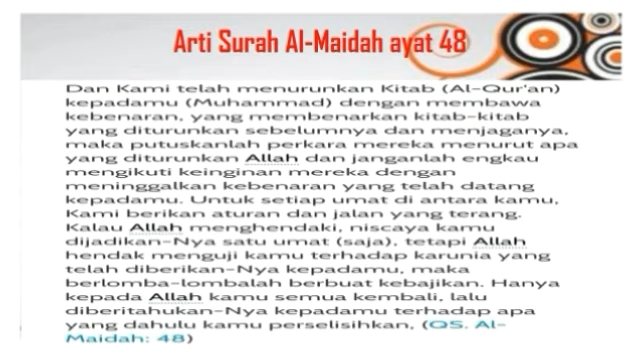 Arti Surah Al-Maidah ayat 48
Dan Kami telah menurunkan Kitab (Al-Qur'an)
kepadamu (Muhammad) dengan membawa
kebenaran, yang membenarkan kitab-kitab
yang diturunkan sebelumnya dan menjaganya,
maka putuskanlah perkara mereka menurut apa
yang diturunkan Allah dan janganlah engkau
mengikuti keinginan mereka dengan
meninggalkan kebenaran yang telah datang
kepadamu. Untuk setiap umat di antara kamu,
Kami berikan aturan dan jalan yang terang.
Kalau Allah menghendaki, niscaya kamu
dijadikan-Nya satu umat (saja), tetapi Allah
hendak menguji kamu terhadap karunia yang
telah diberikan-Nya kepadamu, maka
berlomba-lombalah berbuat kebajikan. Hanya
kepada Allah kamu semua kembali, lalu
diberitahukan-Nya kepadamu terhadap apa
yang dahulu kamu perselisihkan, (QS. Al-
Maidah: 48)